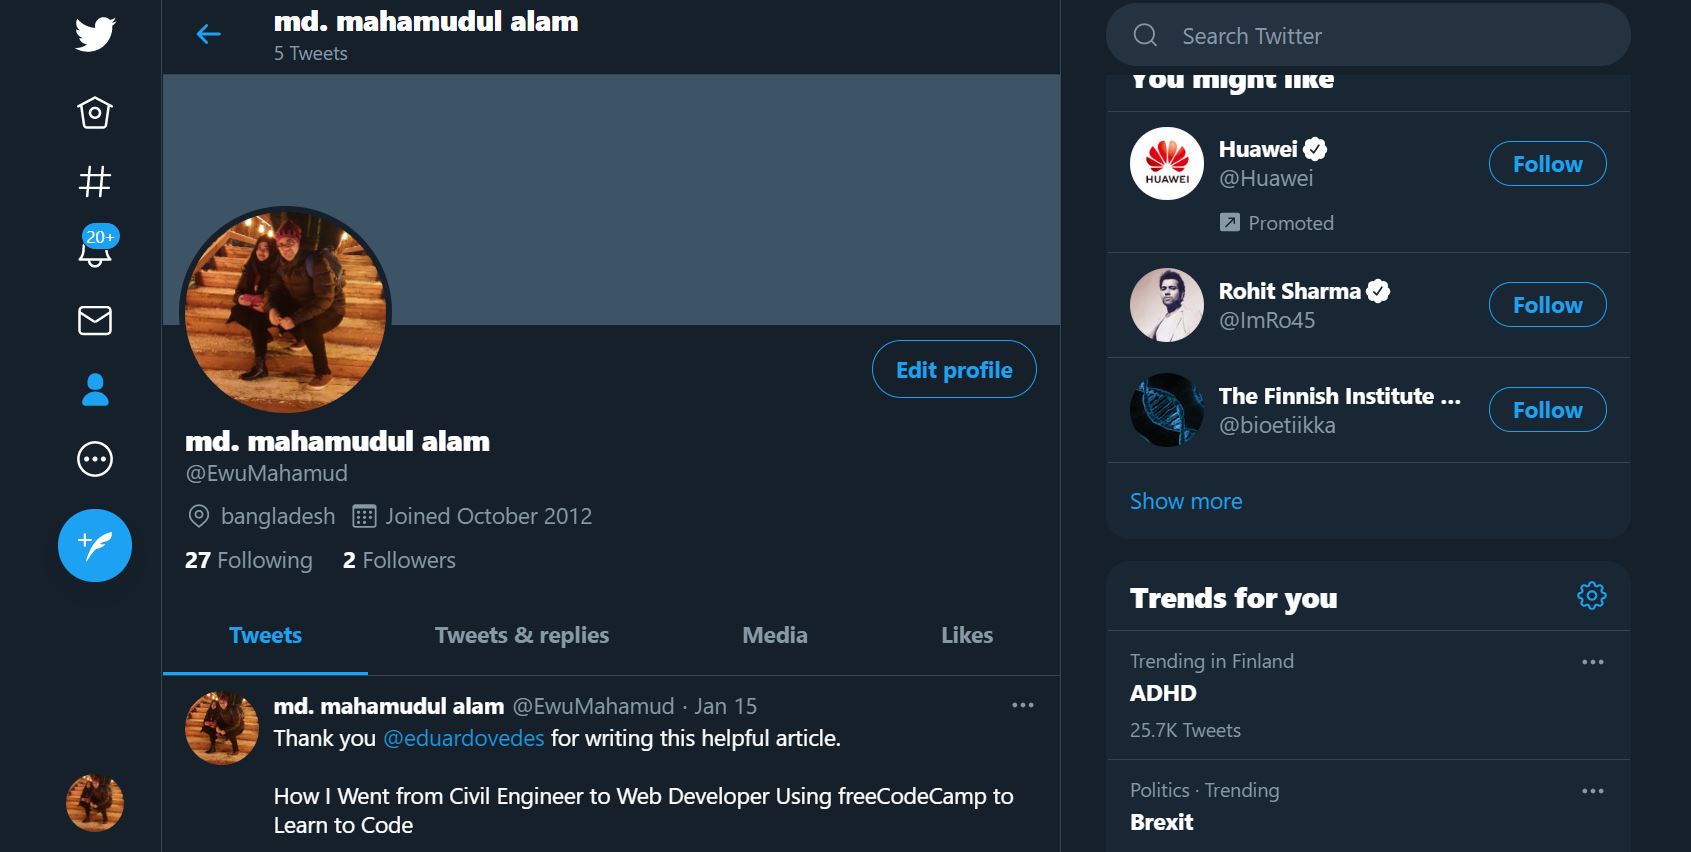 md. mahamudul alam
5 Tweets
20+
Edit profile
md. mahamudul alam
@EwuMahamud
bangladesh Joined October 2012
27 Following 2 Followers
Tweets Tweets & replies Media Likes
md. mahamudul alam @EwuMahamud · Jan 15
Thank you @eduardovedes for writing this helpful article.
How I Went from Civil Engineer to Web Developer Using freeCodeCamp to
Learn to Code
Search Twitter
You might like
HUAWEI
Huawei
@Huawei
Follow
Promoted
Rohit Sharma
@ImRo45
Follow
The Finnish Institute ...
@bioetiikka
Follow
Show more
Trends for you
Trending in Finland
ADHD
25.7K Tweets
Politics · Trending
Brexit